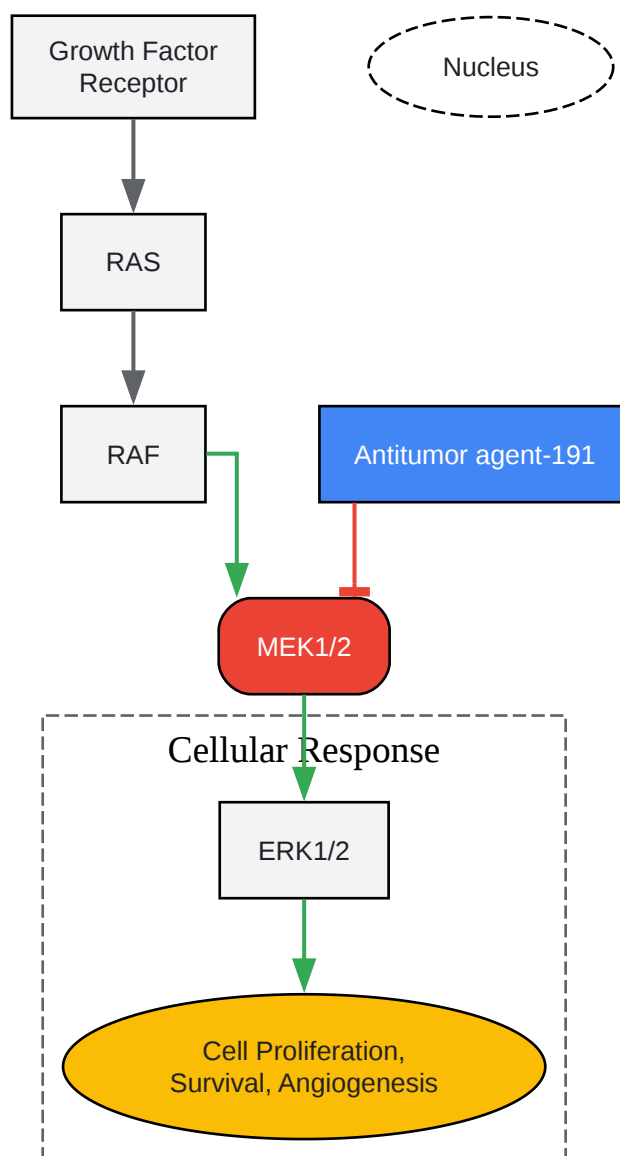 Growth Factor
Receptor
Nucleus
RAS
RAF
Antitumor agent-191
MEK1/2
Cellular Response
ERK1/2
Cell Proliferation,
Survival, Angiogenesis